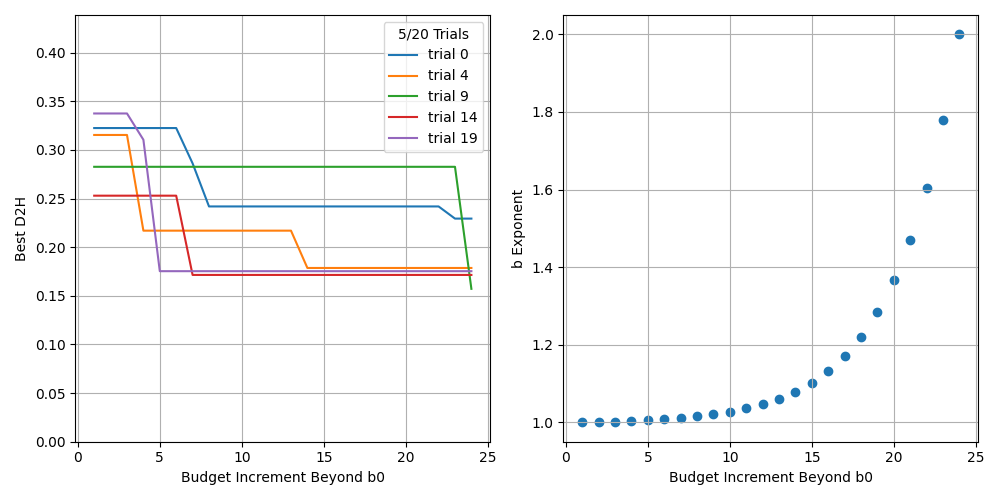 5/20 Trials
trial 0
trial 4
trial 9
trial 14
trial 19
Best D2H
0.40
0.35
0.30
0.25
0.20
0.15
0.10
0.05
0.00
0 5 10 15 20 25
Budget Increment Beyond b0
b Exponent
2.0
1.8
1.6
1.4
1.2
1.0
0 5 10 15 20 25
Budget Increment Beyond b0